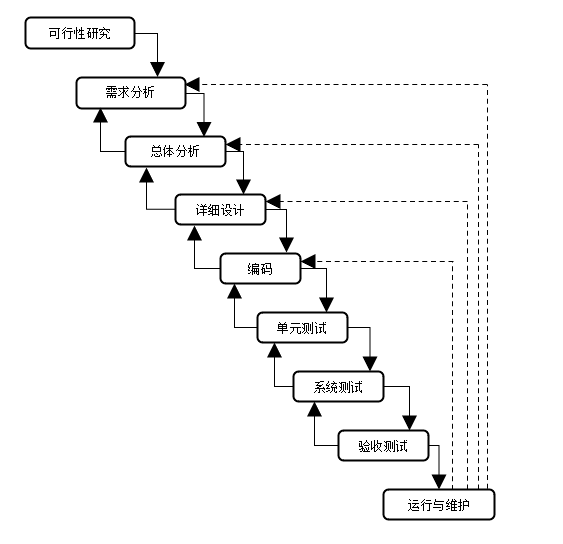 可行性研究
需求分析
总体分析
详细设计
编码
单元测试
系统测试
验收测试
运行与维护